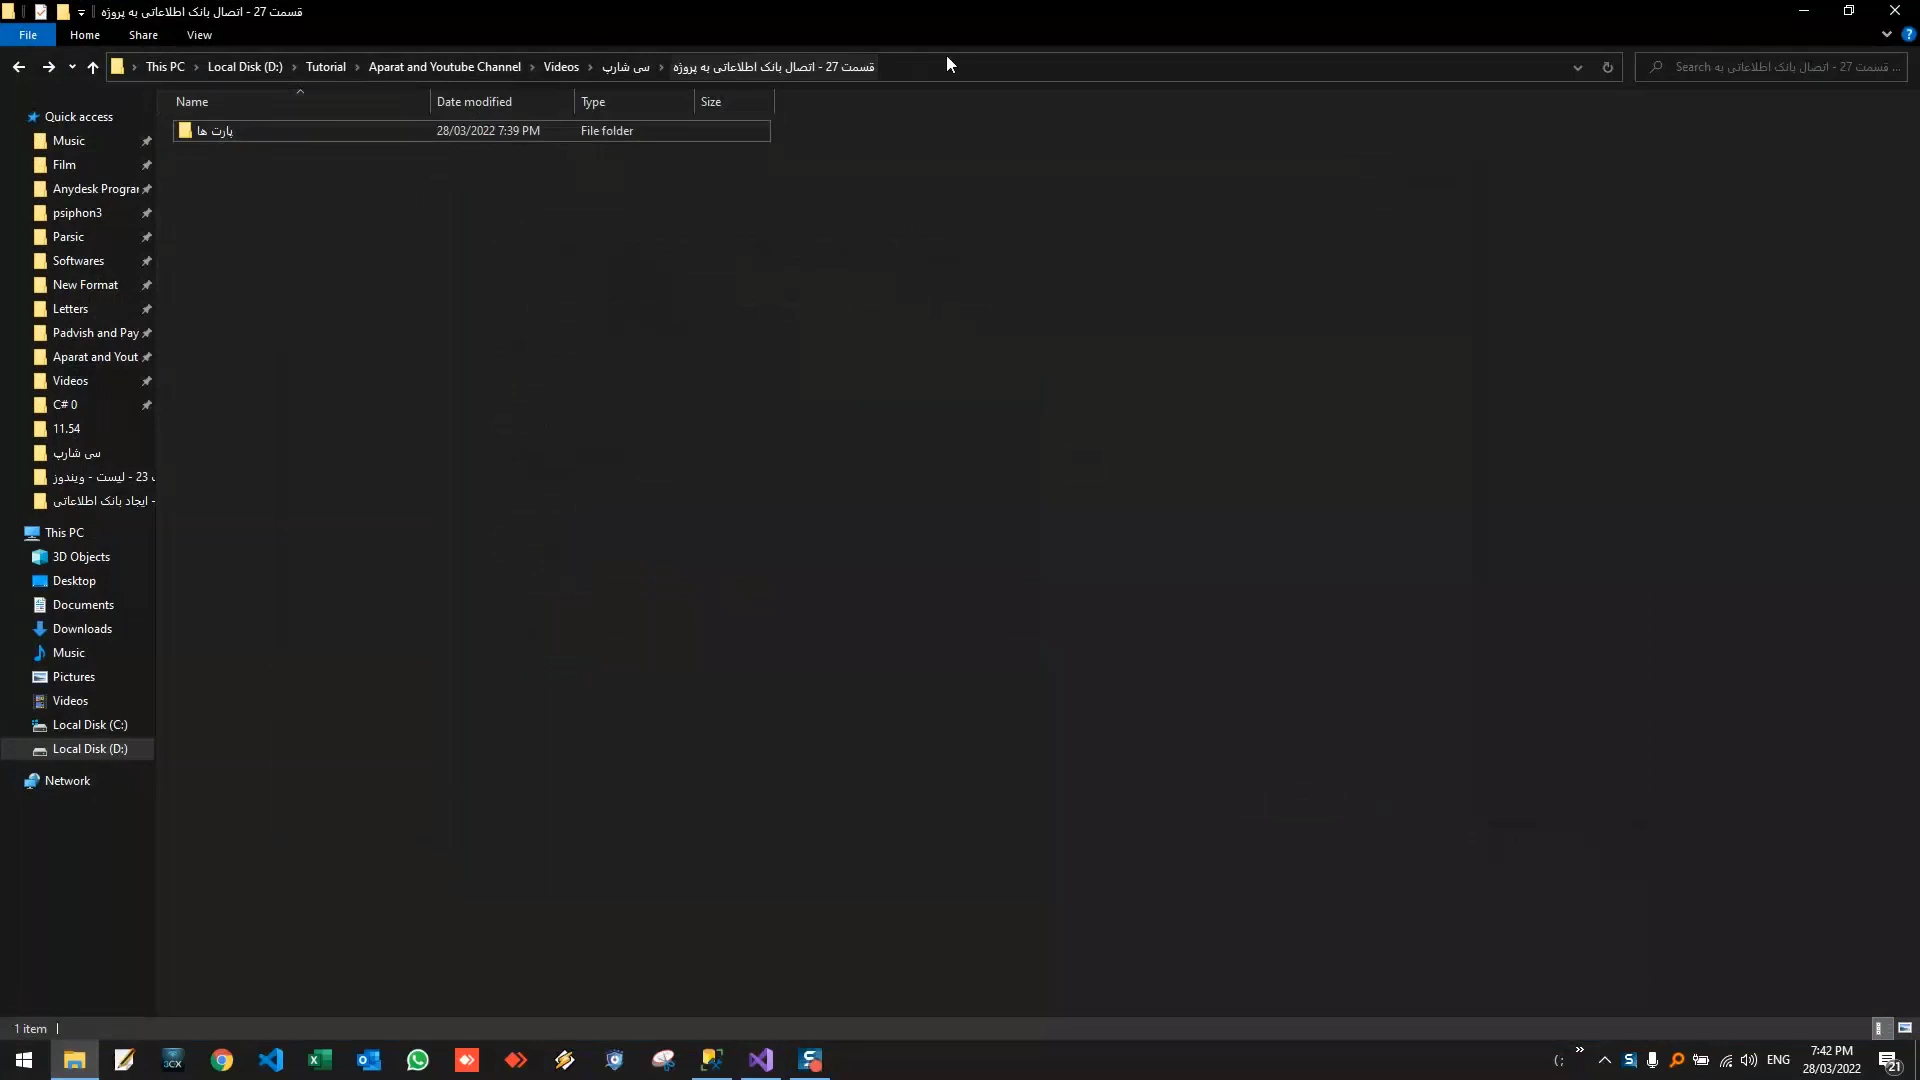 قسمت 27 - اتصال بانک اطلاعاتی به پروژه
File Home Share View
This PC Local Disk (D:) Tutorial Aparat and Youtube Channel Videos سی شارپ قسمت 27 - اتصال بانک اطلاعاتی به پروژه
Search قسمت 27 - اتصال بانک اطلاعاتی به ...
Name Date modified Type Size
پارت ها 28/03/2022 7:39 PM File folder
Quick access
Music
Film
Anydesk Progra
psiphon3
Parsic
Softwares
New Format
Letters
Padvish and Pay
Aparat and Yout
Videos
C# 0
11.54
سی شارپ
23 - لیست - ویندوز
- ایجاد بانک اطلاعاتی -
This PC
3D Objects
Desktop
Documents
Downloads
Music
Pictures
Videos
Local Disk (C:)
Local Disk (D:)
Network
1 item
3CX
ENG
7:42 PM
28/03/2022
21